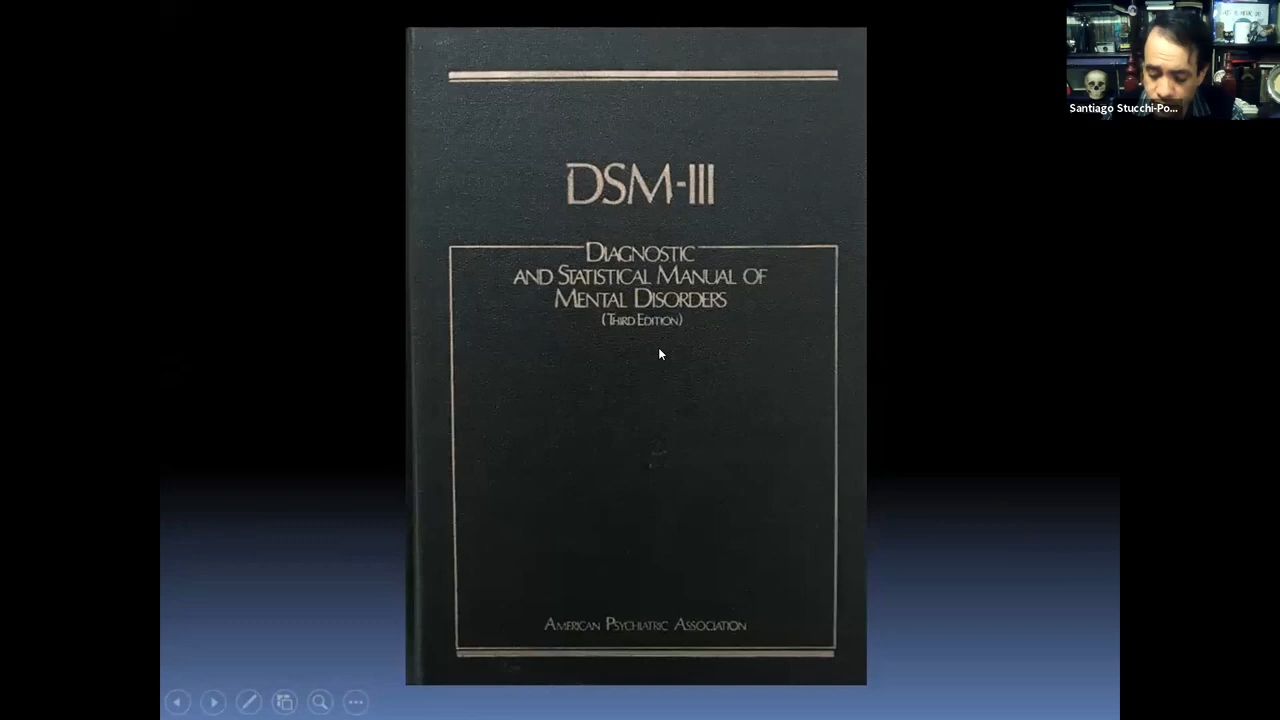 DSM-III
DIAGNOSTIC
AND STATISTICAL MANUAL OF
MENTAL DISORDERS
(THIRD EDITION)
AMERICAN PSYCHIATRIC ASSOCIATION
Santiago Stucchi-Po...